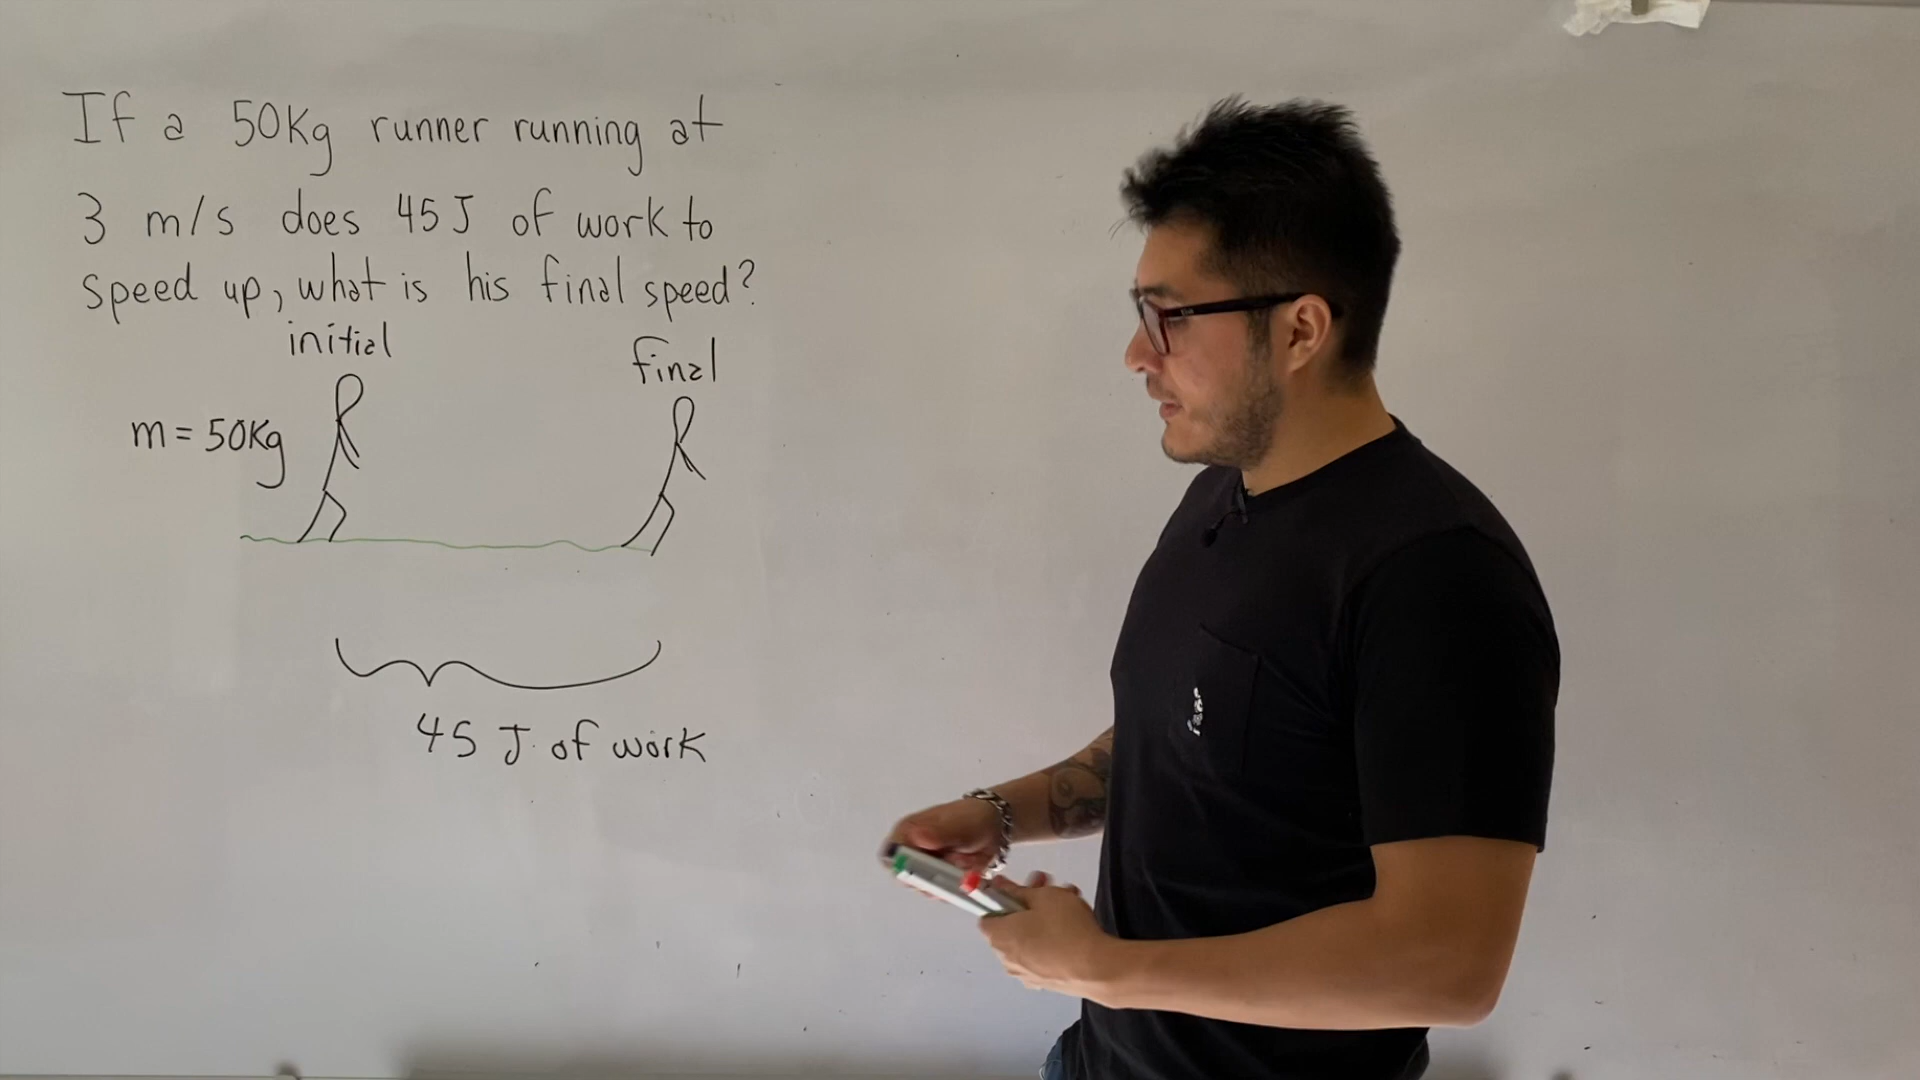 If a 50Kg runner running at
3 m/s does 45J of work to
speed up, what is his final speed?
initial
final
m = 50Kg
45 J of work